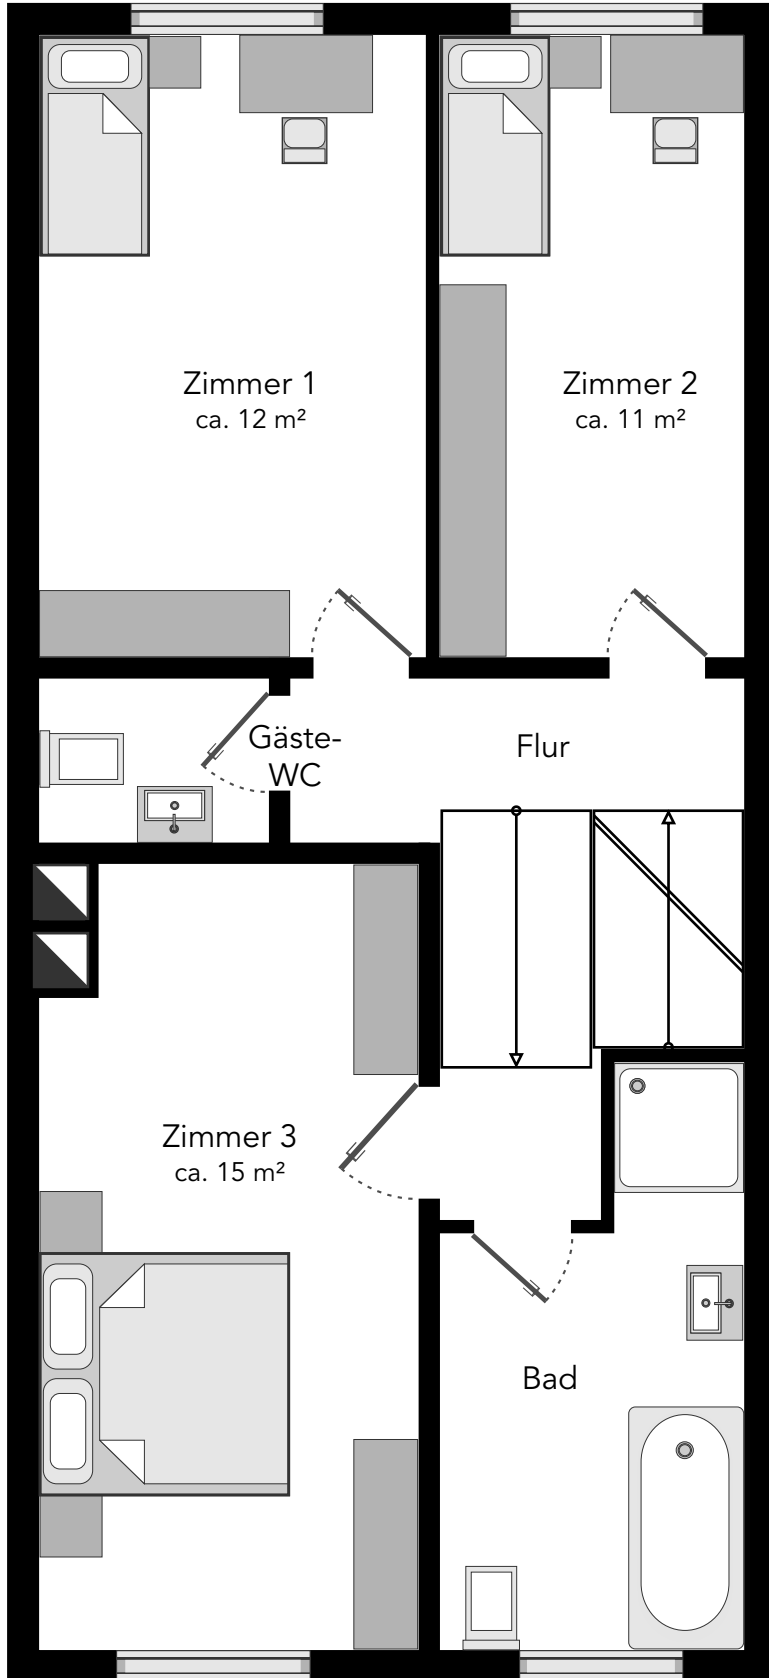 Zimmer 1
ca. 12 m²
Zimmer 2
ca. 11 m²
Gäste-
WC
Flur
Zimmer 3
ca. 15 m²
Bad